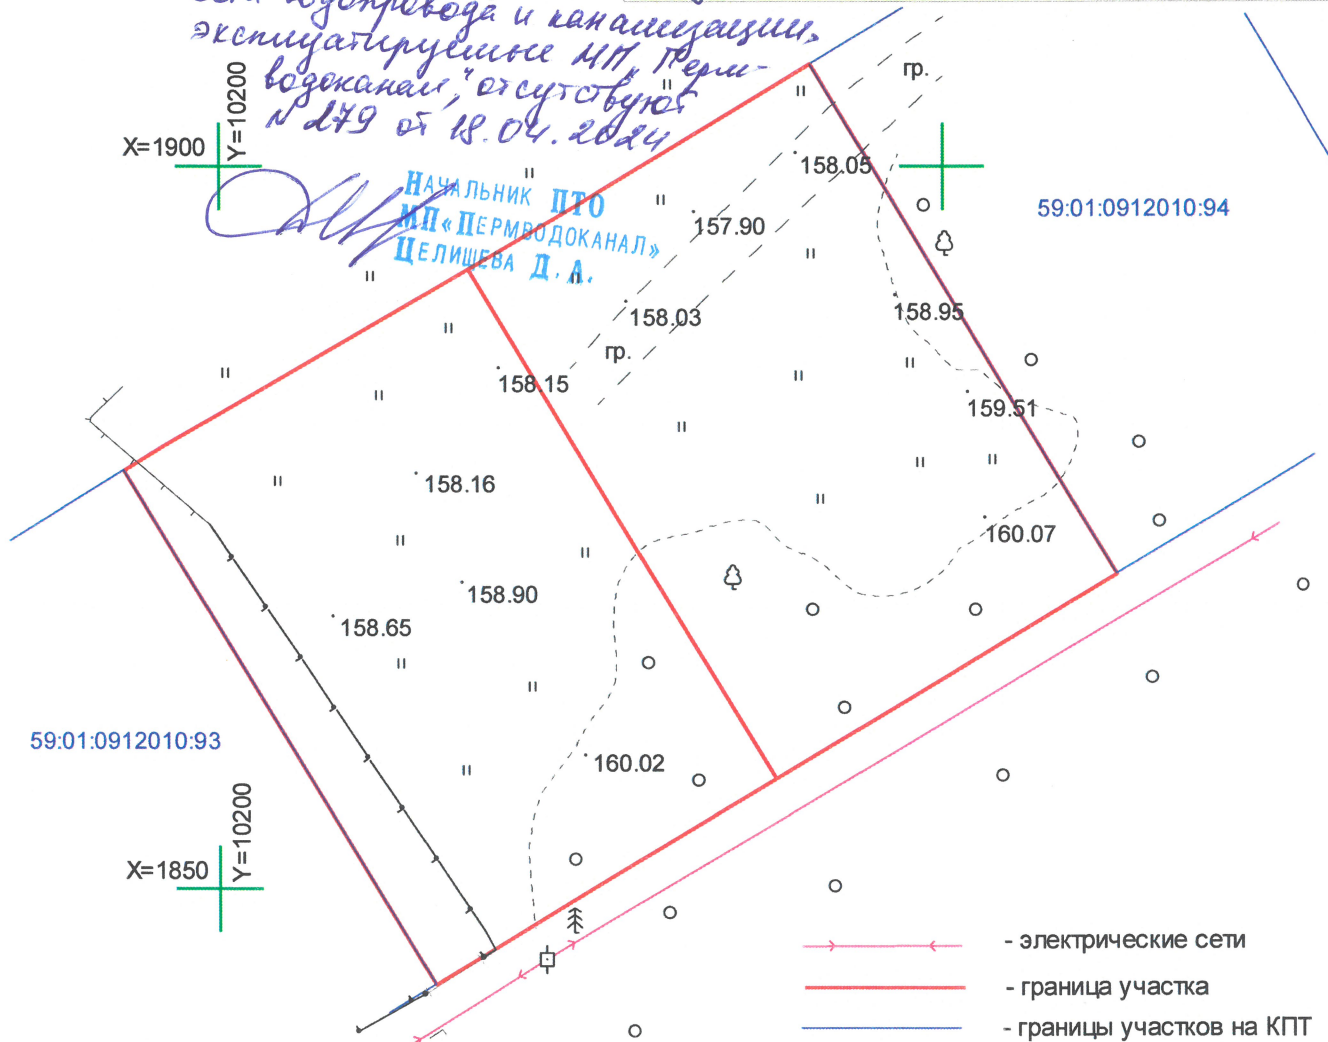 сети водопровода и канализации,
эксплуатируемые МП „Перм-
водоканал", отсутствуют
N 279 от 18.04.2024
НАЧАЛЬНИК ПТО
МП«ПЕРМВОДОКАНАЛ»
ЦЕЛИЩЕВА Д.А.
X=1900
Y=10200
гр.
158.05
59:01:0912010:94
157.90
158.95
158.03
гр.
158.15
159.51
158.16
160.07
158.90
158.65
59:01:0912010:93
160.02
X=1850
Y=10200
- электрические сети
- граница участка
- границы участков на КПТ